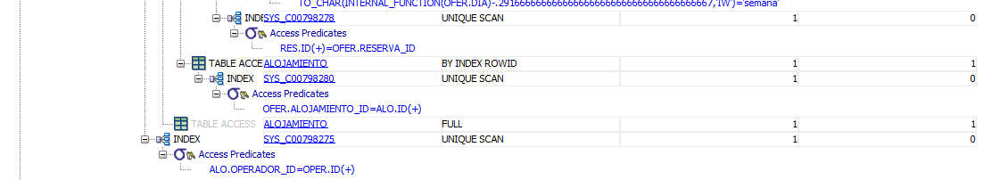 TO_CHAR(INTERNAL_FUNCTION(OFER.DIA)-.2916666666666666666666666666666666666667,'IW')='semana'
INDEX SYS_C00798278 UNIQUE SCAN 1 0
Access Predicates
RES.ID(+)=OFER.RESERVA_ID
TABLE ACCE ALOJAMIENTO BY INDEX ROWID 1 1
INDEX SYS_C00798280 UNIQUE SCAN 1 0
Access Predicates
OFER.ALOJAMIENTO_ID=ALO.ID(+)
TABLE ACCESS ALOJAMIENTO FULL 1 1
INDEX SYS_C00798275 UNIQUE SCAN 1 0
Access Predicates
ALO.OPERADOR_ID=OPER.ID(+)